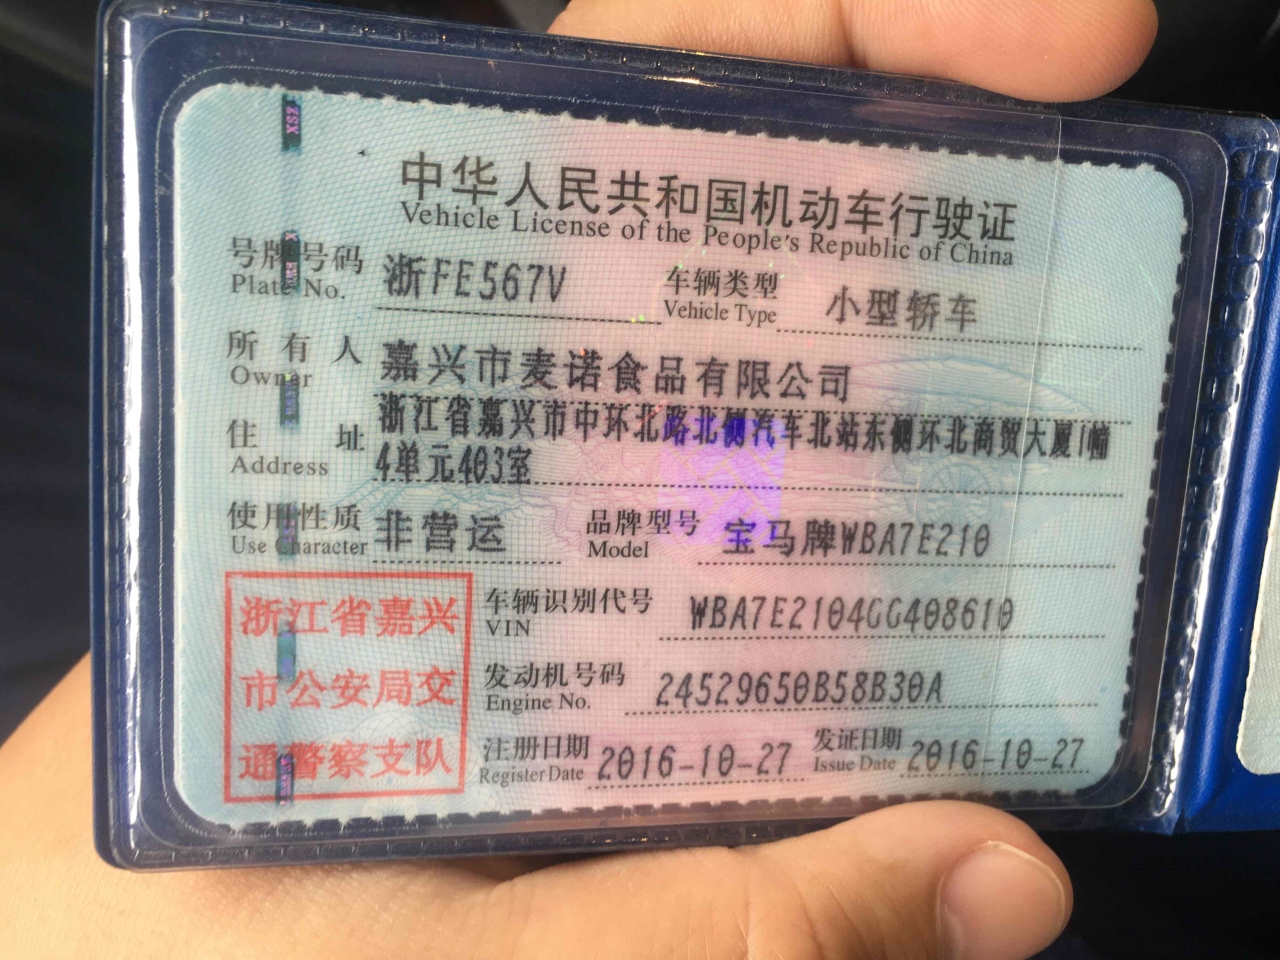 中华人民共和国机动车行驶证
Vehicle License of the People's Republic of China
号牌号码 浙FE567V 车辆类型 小型轿车
Plate No. Vehicle Type
所有人 嘉兴市麦诺食品有限公司
Owner
住址 浙江省嘉兴市中环北路北侧汽车北站东侧环北商贸大厦1幢
Address 4单元403室
使用性质 非营运 品牌型号 宝马牌WBA7E210
Use Character Model
浙江省嘉兴
市公安局交
通警察支队
车辆识别代号 WBA7E2104GG408610
VIN
发动机号码 24529650B58B30A
Engine No.
注册日期 2016-10-27 发证日期 2016-10-27
Register Date Issue Date